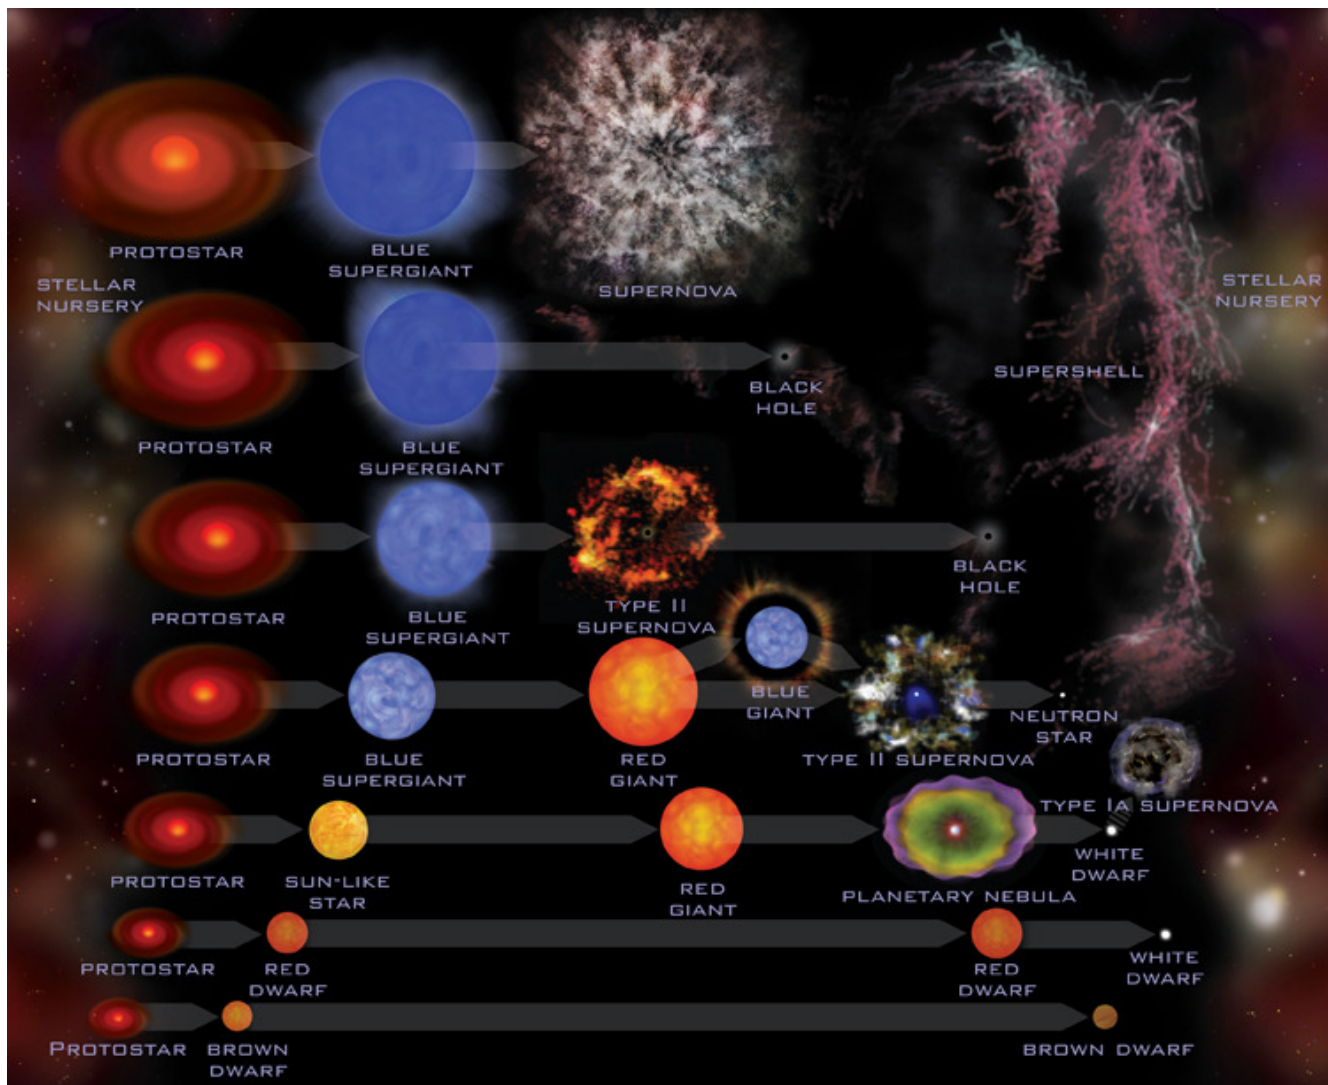 PROTOSTAR
BLUE
SUPERGIANT
SUPERNOVA
STELLAR
NURSERY
STELLAR
NURSERY
PROTOSTAR
BLUE
SUPERGIANT
BLACK
HOLE
SUPERSHELL
PROTOSTAR
BLUE
SUPERGIANT
TYPE II
SUPERNOVA
BLACK
HOLE
PROTOSTAR
BLUE
SUPERGIANT
RED
GIANT
BLUE
GIANT
TYPE II SUPERNOVA
NEUTRON
STAR
PROTOSTAR
SUN-LIKE
STAR
RED
GIANT
PLANETARY NEBULA
TYPE IA SUPERNOVA
WHITE
DWARF
PROTOSTAR
RED
DWARF
RED
DWARF
WHITE
DWARF
PROTOSTAR
BROWN
DWARF
BROWN DWARF